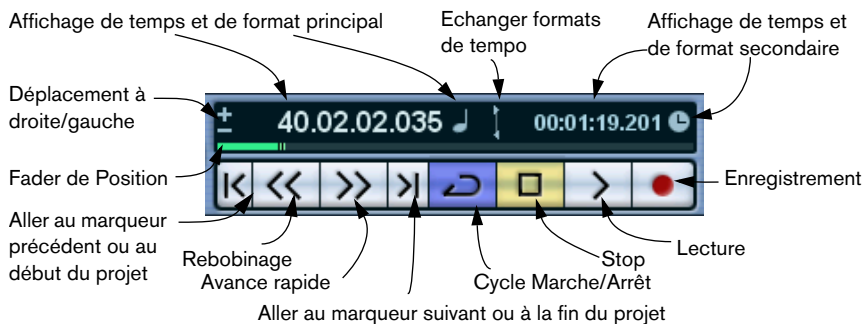 Affichage de temps et de format principal
Echanger formats
de tempo
Affichage de temps et
de format secondaire
Déplacement à
droite/gauche
40.02.02.035
00:01:19.201
Fader de Position
Enregistrement
Aller au marqueur
précédent ou au
début du projet
Rebobinage
Avance rapide
Stop
Cycle Marche/Arrêt
Lecture
Aller au marqueur suivant ou à la fin du projet